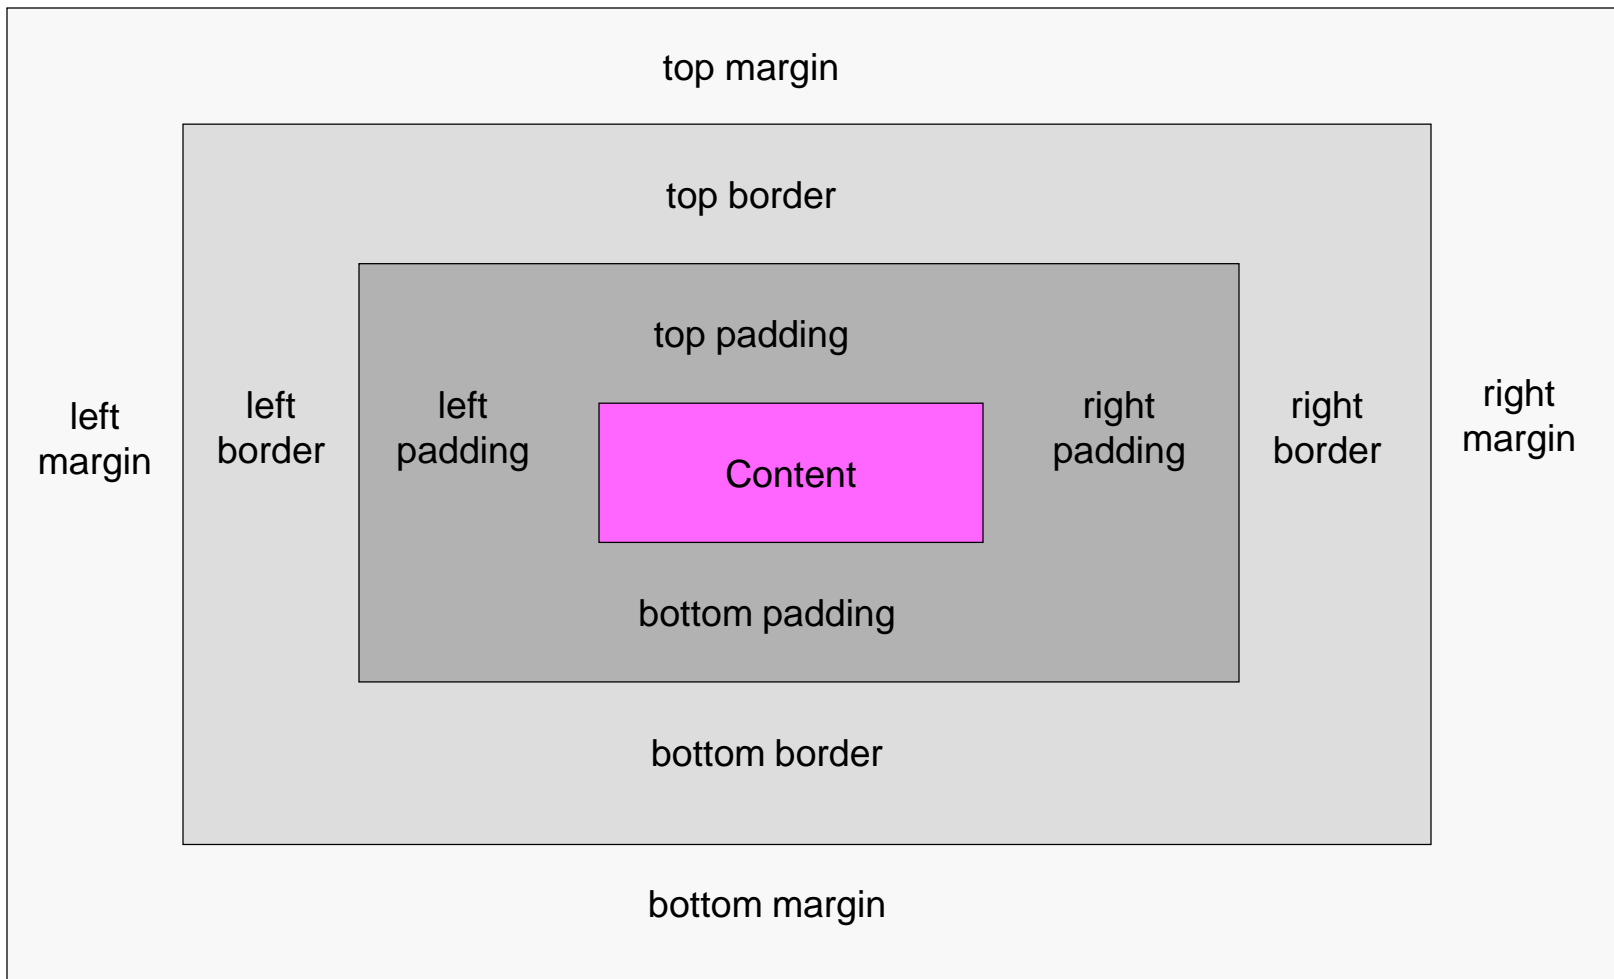 top margin
top border
top padding
left
margin
left
border
left
padding
Content
right
padding
right
border
right
margin
bottom padding
bottom border
bottom margin